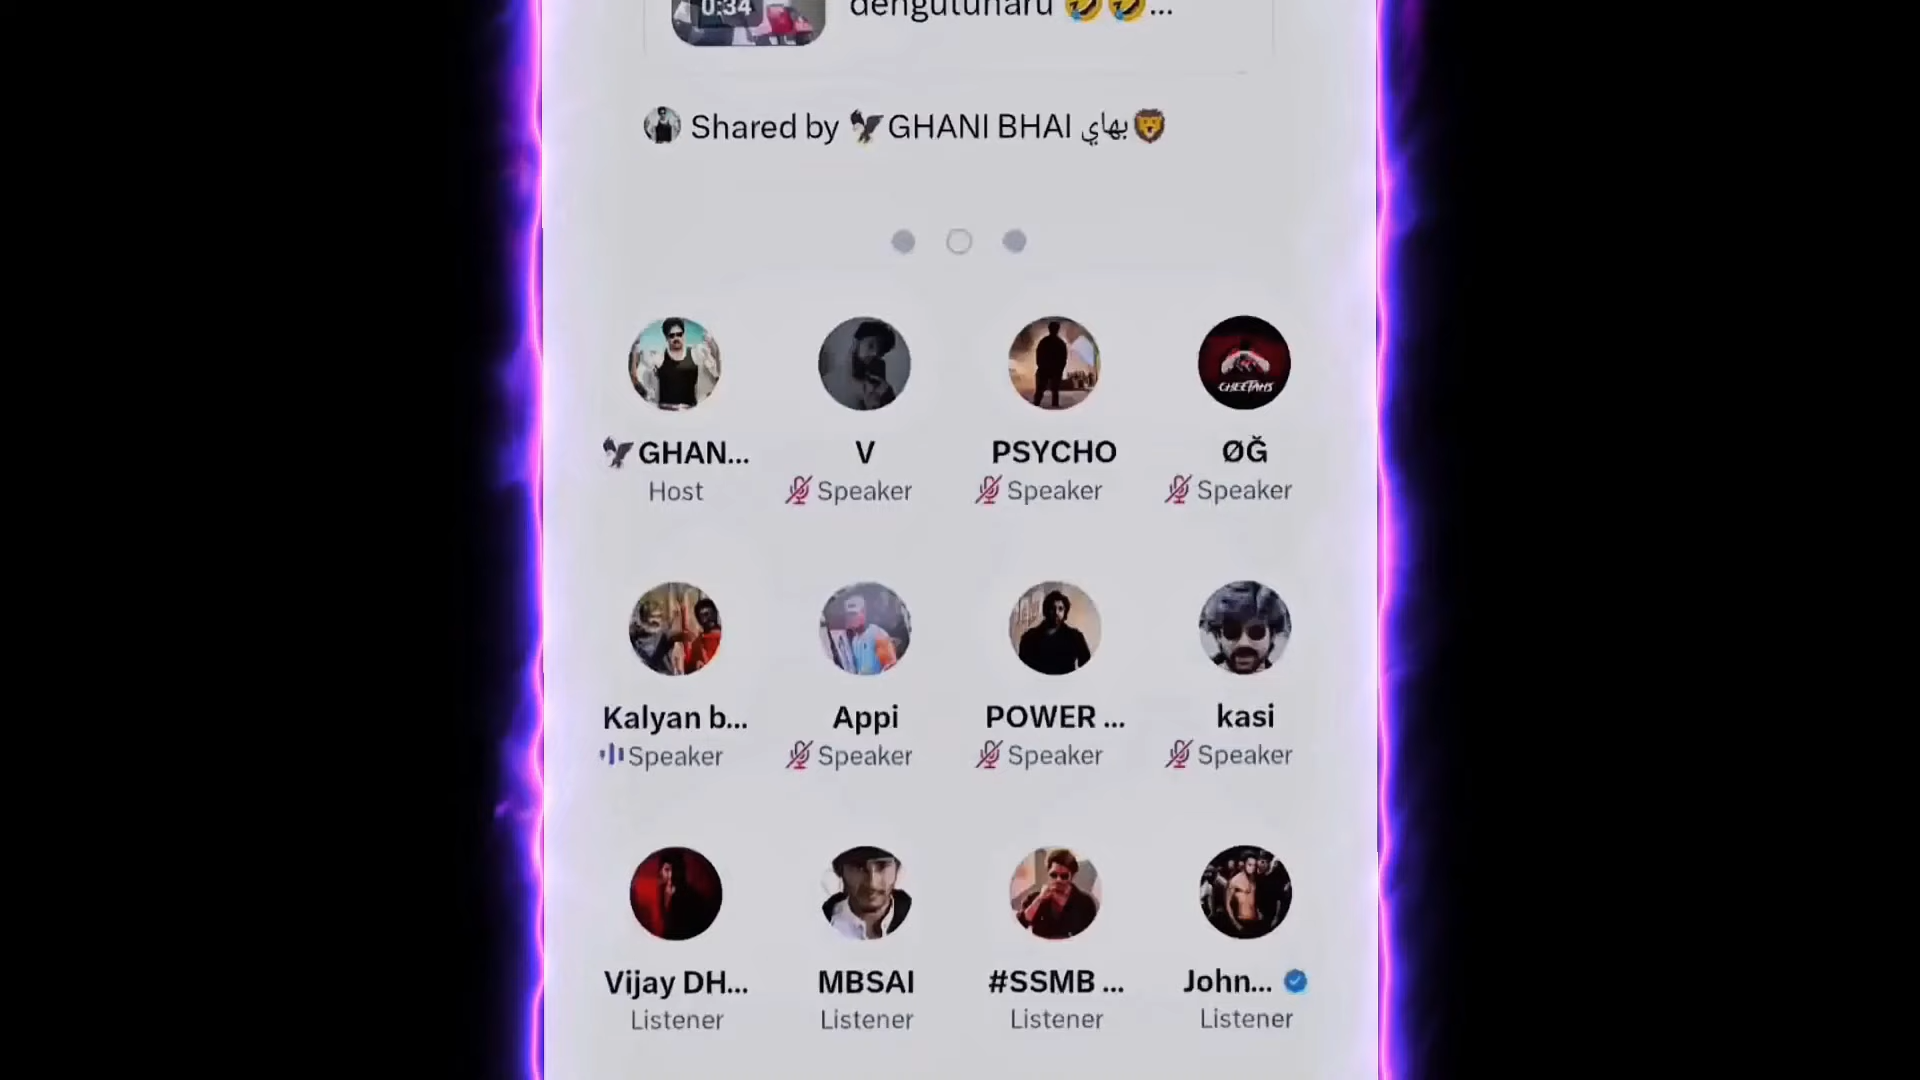 0:34
dengutunaru 🤣🤣...
Shared by 🦅GHANI BHAI بھاي🦁
CHEETAHS
🦅GHAN... V PSYCHO ØĞ
Host Speaker Speaker Speaker
Kalyan b... Appi POWER ... kasi
Speaker Speaker Speaker Speaker
Vijay DH... MBSAI #SSMB ... John...
Listener Listener Listener Listener